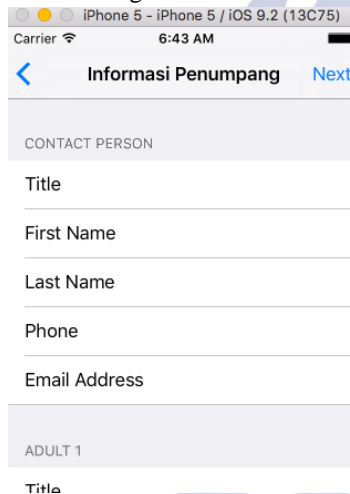 iPhone 5 - iPhone 5 / iOS 9.2 (13C75)
Carrier 6:43 AM
Informasi Penumpang Next
CONTACT PERSON
Title
First Name
Last Name
Phone
Email Address
ADULT 1
Title